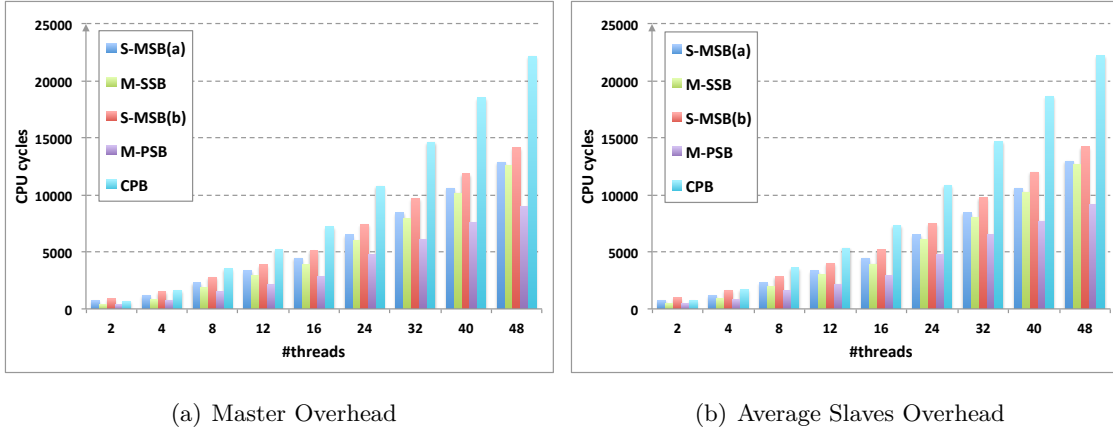 25000
20000
15000
10000
5000
0
CPU cycles
S-MSB(a)
M-SSB
S-MSB(b)
M-PSB
CPB
2 4 8 12 16 24 32 40 48
#threads
(a) Master Overhead
25000
20000
15000
10000
5000
0
CPU cycles
S-MSB(a)
M-SSB
S-MSB(b)
M-PSB
CPB
2 4 8 12 16 24 32 40 48
#threads
(b) Average Slaves Overhead